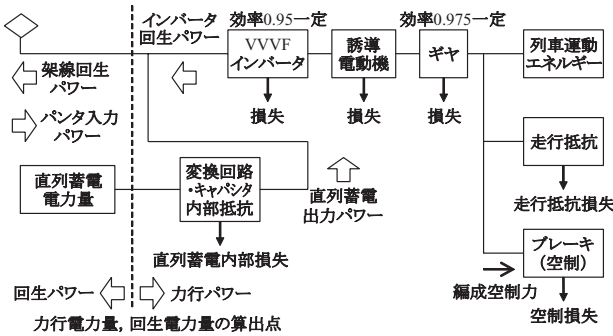 インバータ
回生パワー
効率0.95一定
効率0.975一定
VVVF
インバータ
誘導
電動機
ギヤ
列車運動
エネルギー
架線回生
パワー
パンタ入力
パワー
損失
損失
損失
走行抵抗
走行抵抗損失
直列蓄電
電力量
変換回路
・キャパシタ
内部抵抗
直列蓄電
出力パワー
直列蓄電内部損失
ブレーキ
(空制)
編成空制力
空制損失
回生パワー
力行パワー
力行電力量, 回生電力量の算出点